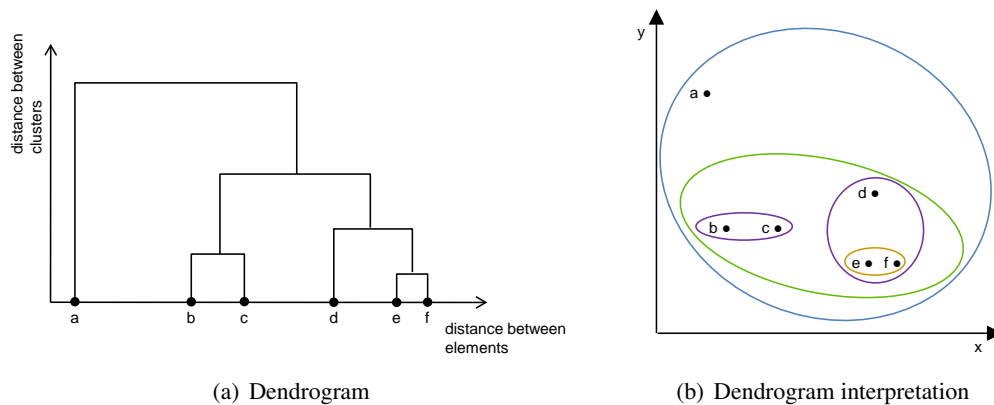 distance between
clusters
a
b
c
d
e
f
distance between
elements
(a) Dendrogram
y
a
d
b
c
e
f
x
(b) Dendrogram interpretation